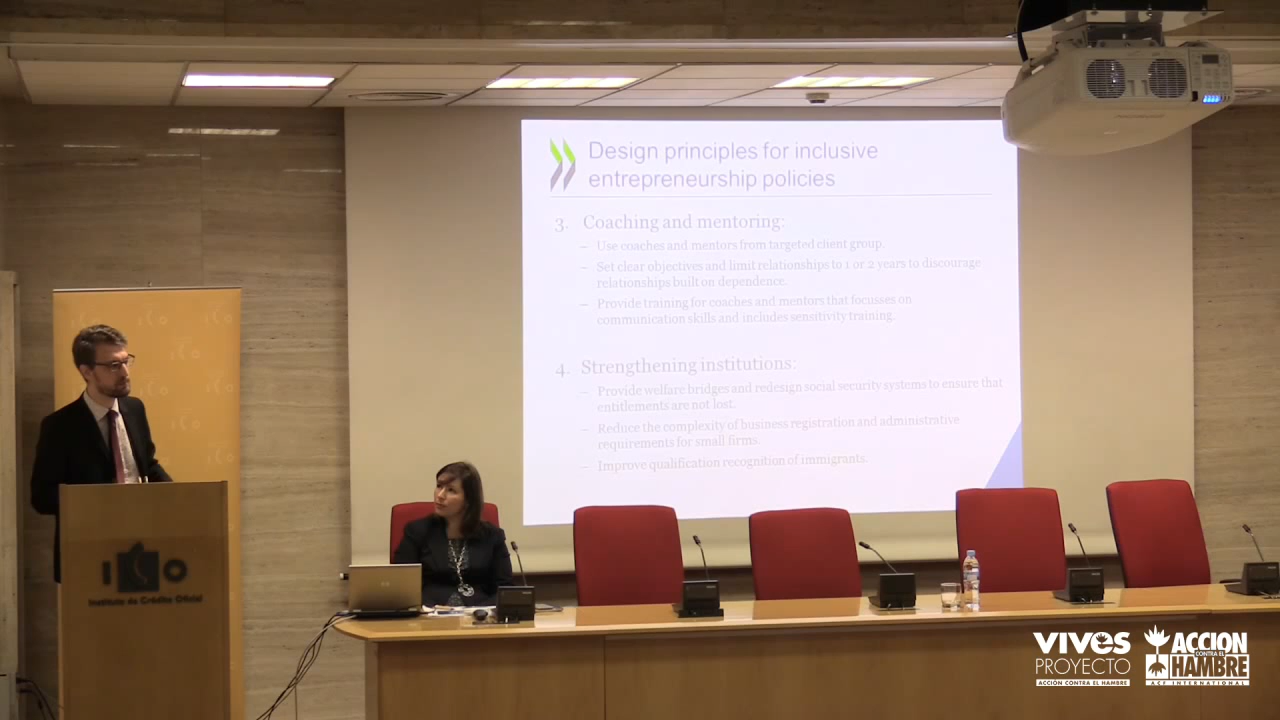 Design principles for inclusive
entrepreneurship policies
3. Coaching and mentoring:
– Use coaches and mentors from targeted client group.
– Set clear objectives and limit relationships to 1 or 2 years to discourage
relationships built on dependence.
– Provide training for coaches and mentors that focusses on
communication skills and includes sensitivity training.
4. Strengthening institutions:
– Provide welfare bridges and redesign social security systems to ensure that
entitlements are not lost.
– Reduce the complexity of business registration and administrative
requirements for small firms.
– Improve qualification recognition of immigrants.
ICO
Instituto de Crédito Oficial
VIVES
PROYECTO
ACCIÓN CONTRA EL HAMBRE
ACCION
CONTRA EL
HAMBRE
ACF INTERNATIONAL